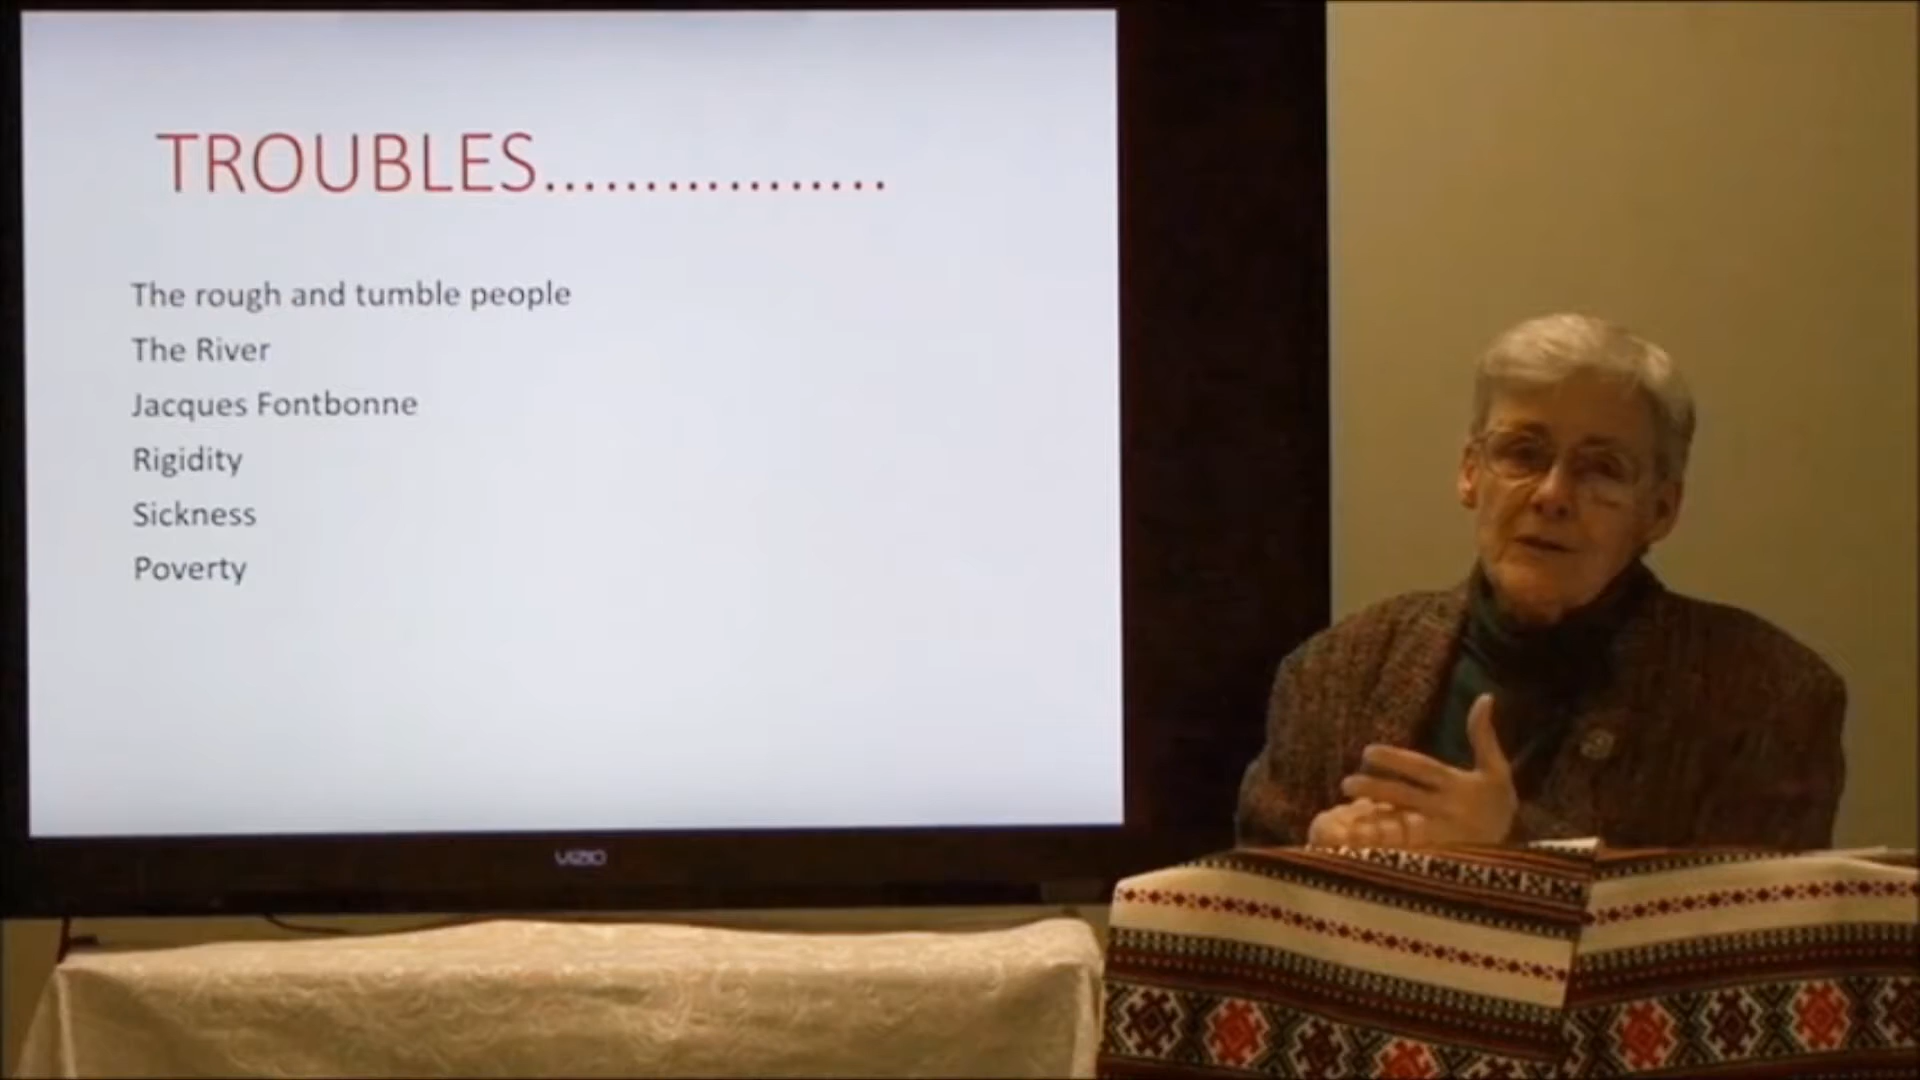 TROUBLES.................
The rough and tumble people
The River
Jacques Fontbonne
Rigidity
Sickness
Poverty
VIZIO